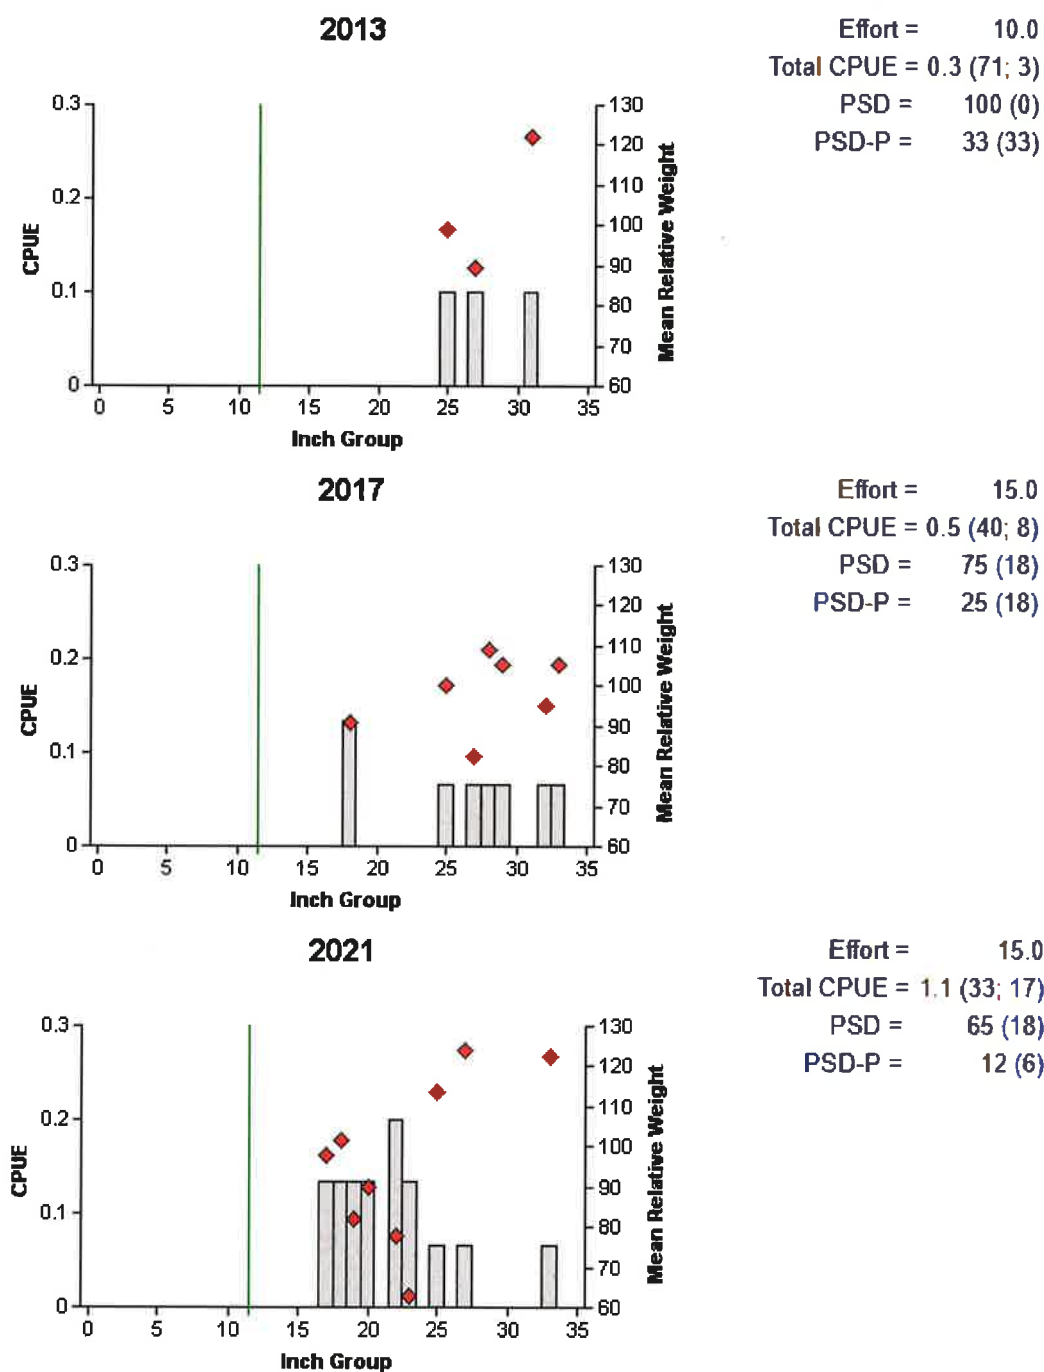 2013
Effort = 10.0
Total CPUE = 0.3 (71; 3)
PSD = 100 (0)
PSD-P = 33 (33)
0.3
0.2
0.1
0
CPUE
130
120
110
100
90
80
70
60
Mean Relative Weight
0 5 10 15 20 25 30 35
Inch Group
2017
Effort = 15.0
Total CPUE = 0.5 (40; 8)
PSD = 75 (18)
PSD-P = 25 (18)
0.3
0.2
0.1
0
CPUE
130
120
110
100
90
80
70
60
Mean Relative Weight
0 5 10 15 20 25 30 35
Inch Group
2021
Effort = 15.0
Total CPUE = 1.1 (33; 17)
PSD = 65 (18)
PSD-P = 12 (6)
0.3
0.2
0.1
0
CPUE
130
120
110
100
90
80
70
60
Mean Relative Weight
0 5 10 15 20 25 30 35
Inch Group